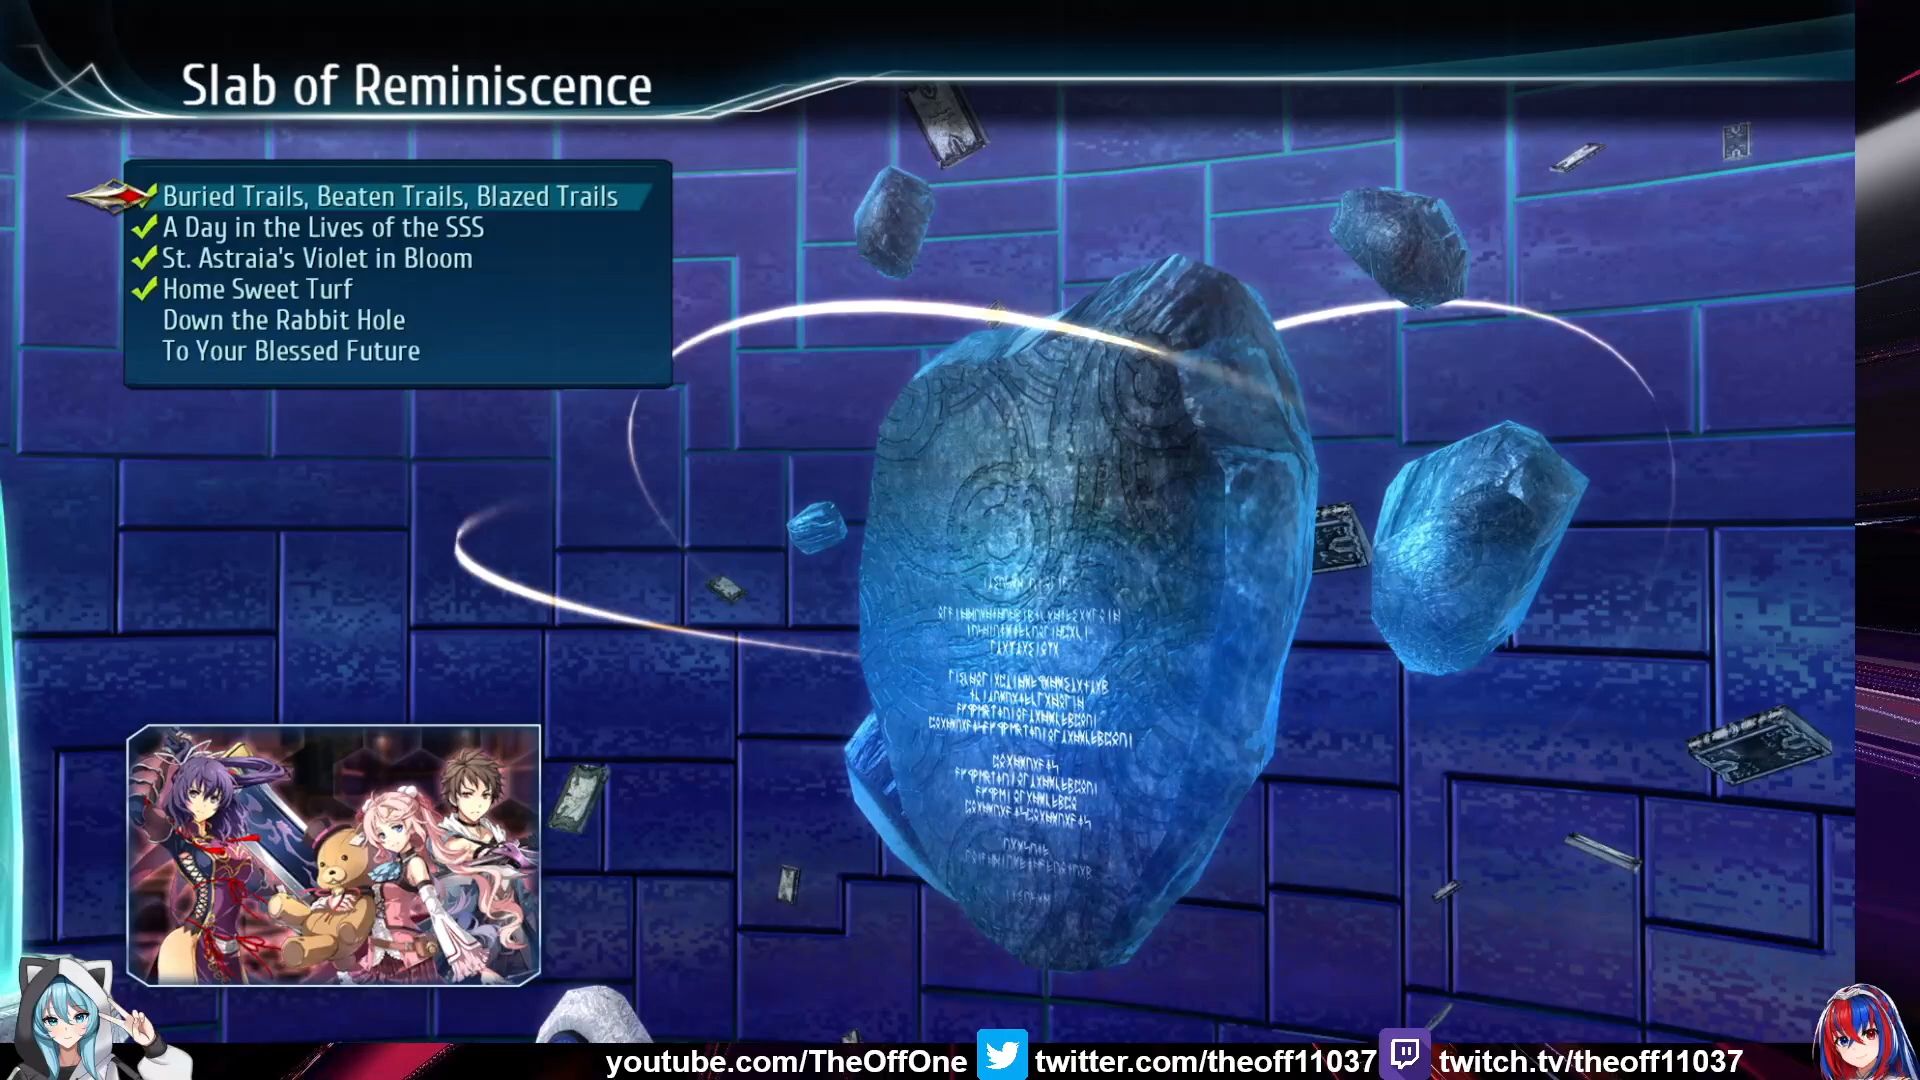 Slab of Reminiscence
Buried Trails, Beaten Trails, Blazed Trails
A Day in the Lives of the SSS
St. Astraia's Violet in Bloom
Home Sweet Turf
Down the Rabbit Hole
To Your Blessed Future
youtube.com/TheOffOne twitter.com/theoff11037 twitch.tv/theoff11037